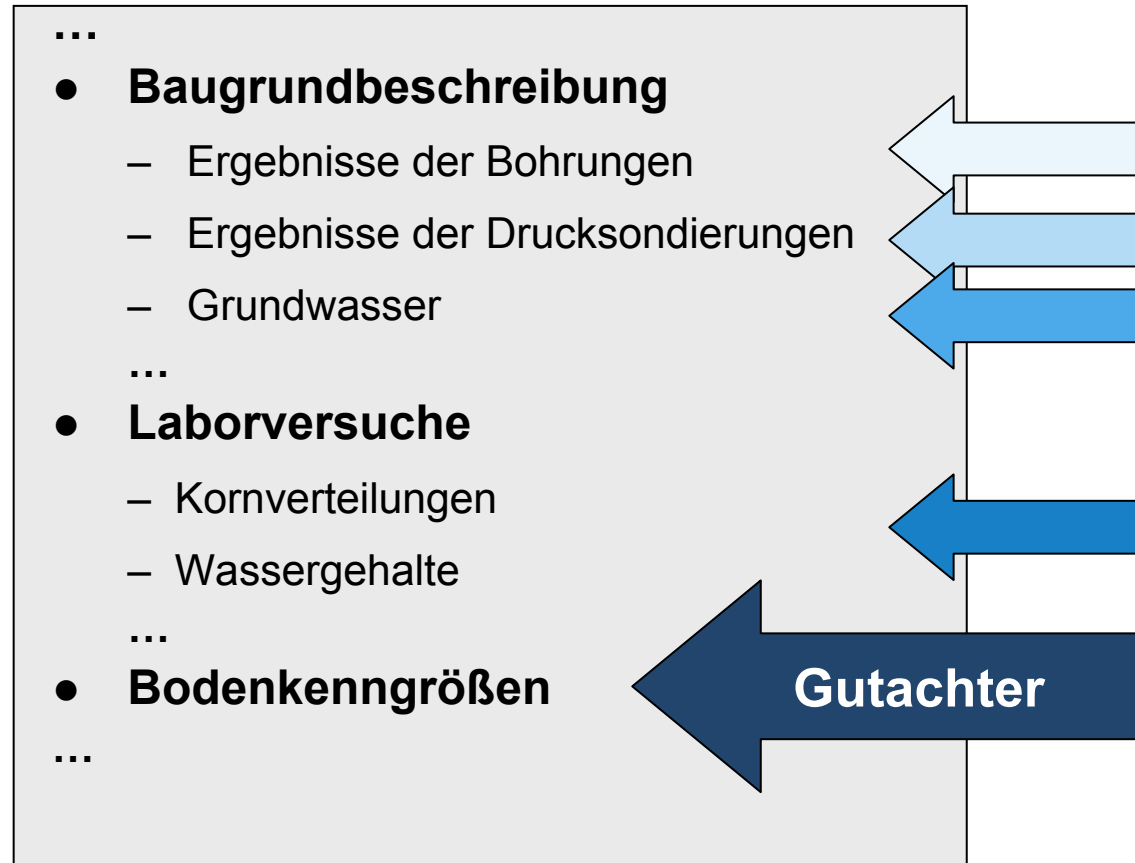 ...
● Baugrundbeschreibung
– Ergebnisse der Bohrungen
– Ergebnisse der Drucksondierungen
– Grundwasser
...
● Laborversuche
– Kornverteilungen
– Wassergehalte
...
● Bodenkenngrößen
Gutachter
...